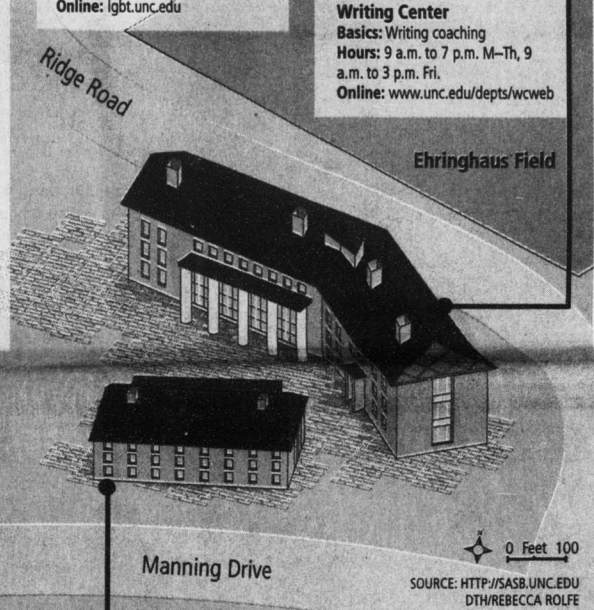 Online: lgbt.unc.edu
Writing Center
Basics: Writing coaching
Hours: 9 a.m. to 7 p.m. M–Th, 9
a.m. to 3 p.m. Fri.
Online: www.unc.edu/depts/wcweb
Ridge Road
Ehringhaus Field
Manning Drive
N
0 Feet 100
SOURCE: HTTP://SASB.UNC.EDU
DTH/REBECCA ROLFE